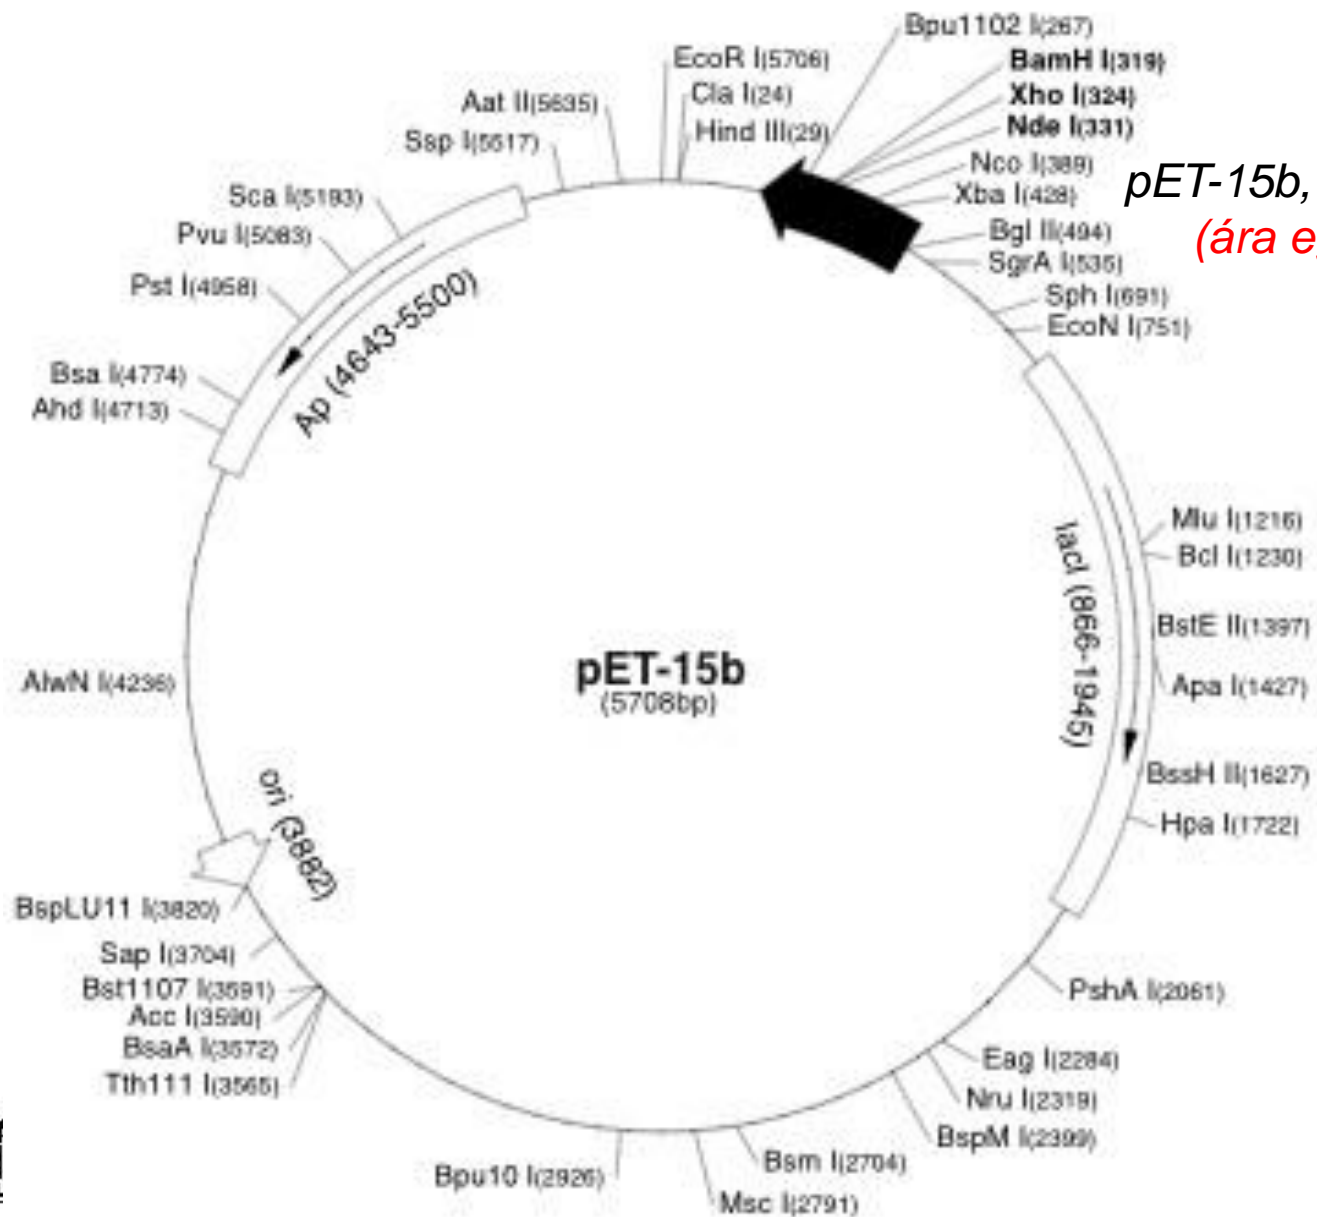 Bpu1102 I(267)
EcoR I(5706)
BamH I(319)
Cla I(24)
Xho I(324)
Aat II(5635)
Hind III(29)
Nde I(331)
Ssp I(5517)
Nco I(389)
pET-15b,
Sca I(5193)
Xba I(428)
Pvu I(5083)
Bgl II(494)
(ára
SgrA I(535)
Pst I(4958)
Sph I(691)
EcoN I(751)
Ap (4643-5500)
Bsa I(4774)
Ahd I(4713)
Mlu I(1216)
Bcl I(1230)
lacI (866-1945)
BstE II(1397)
AlwN I(4236)
pET-15b
(5708bp)
Apa I(1427)
BssH II(1627)
Hpa I(1722)
ori (3882)
BspLU11 I(3820)
Sap I(3704)
Bst1107 I(3591)
PshA I(2061)
Acc I(3590)
BsaA I(3572)
Eag I(2284)
Tth111 I(3565)
Nru I(2319)
BspM I(2399)
Bsm I(2704)
Bpu10 I(2926)
Msc I(2791)